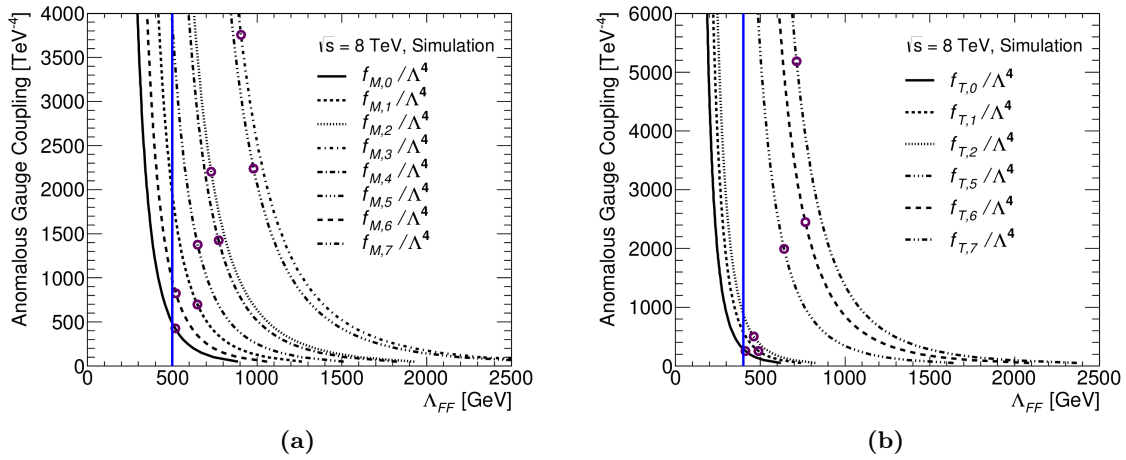 Anomalous Gauge Coupling [TeV⁻⁴]
4000
3500
3000
2500
2000
1500
1000
500
0
√s = 8 TeV, Simulation
f_{M,0}/Λ⁴
f_{M,1}/Λ⁴
f_{M,2}/Λ⁴
f_{M,3}/Λ⁴
f_{M,4}/Λ⁴
f_{M,5}/Λ⁴
f_{M,6}/Λ⁴
f_{M,7}/Λ⁴
0 500 1000 1500 2000 2500
Λ_{FF} [GeV]
(a)
Anomalous Gauge Coupling [TeV⁻⁴]
6000
5000
4000
3000
2000
1000
0
√s = 8 TeV, Simulation
f_{T,0}/Λ⁴
f_{T,1}/Λ⁴
f_{T,2}/Λ⁴
f_{T,5}/Λ⁴
f_{T,6}/Λ⁴
f_{T,7}/Λ⁴
0 500 1000 1500 2000 2500
Λ_{FF} [GeV]
(b)